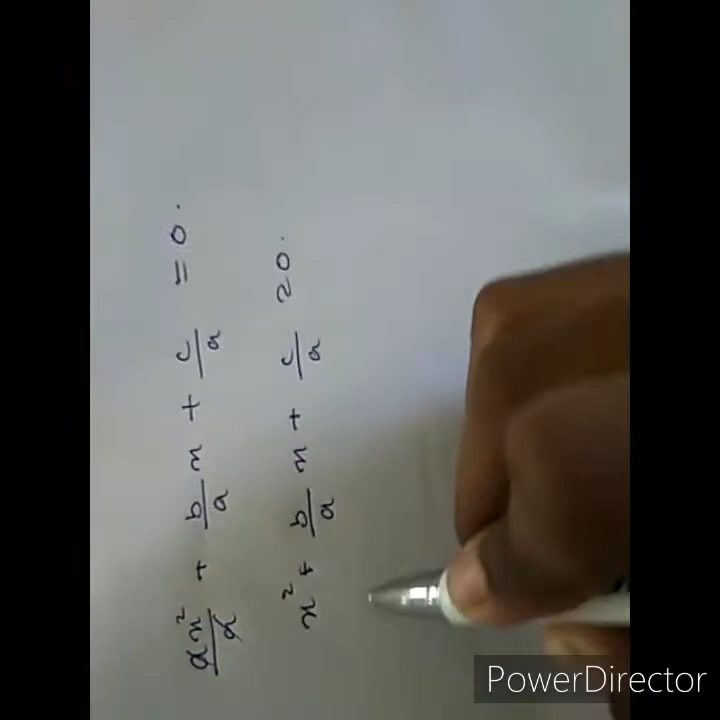 ax²/a + b/a x + c/a = 0.
x² + b/a x + c/a = 0.
PowerDirector